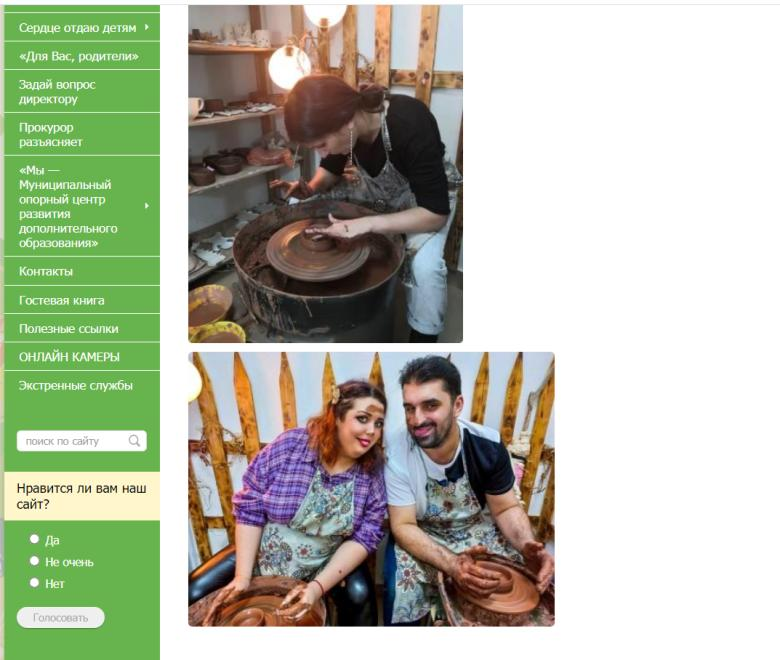 Сердце отдаю детям
«Для Вас, родители»
Задай вопрос
директору
Прокурор
разъясняет
«Мы —
Муниципальный
опорный центр
развития
дополнительного
образования»
Контакты
Гостевая книга
Полезные ссылки
ОНЛАЙН КАМЕРЫ
Экстренные службы
поиск по сайту
Нравится ли вам наш
сайт?
Да
Не очень
Нет
Голосовать